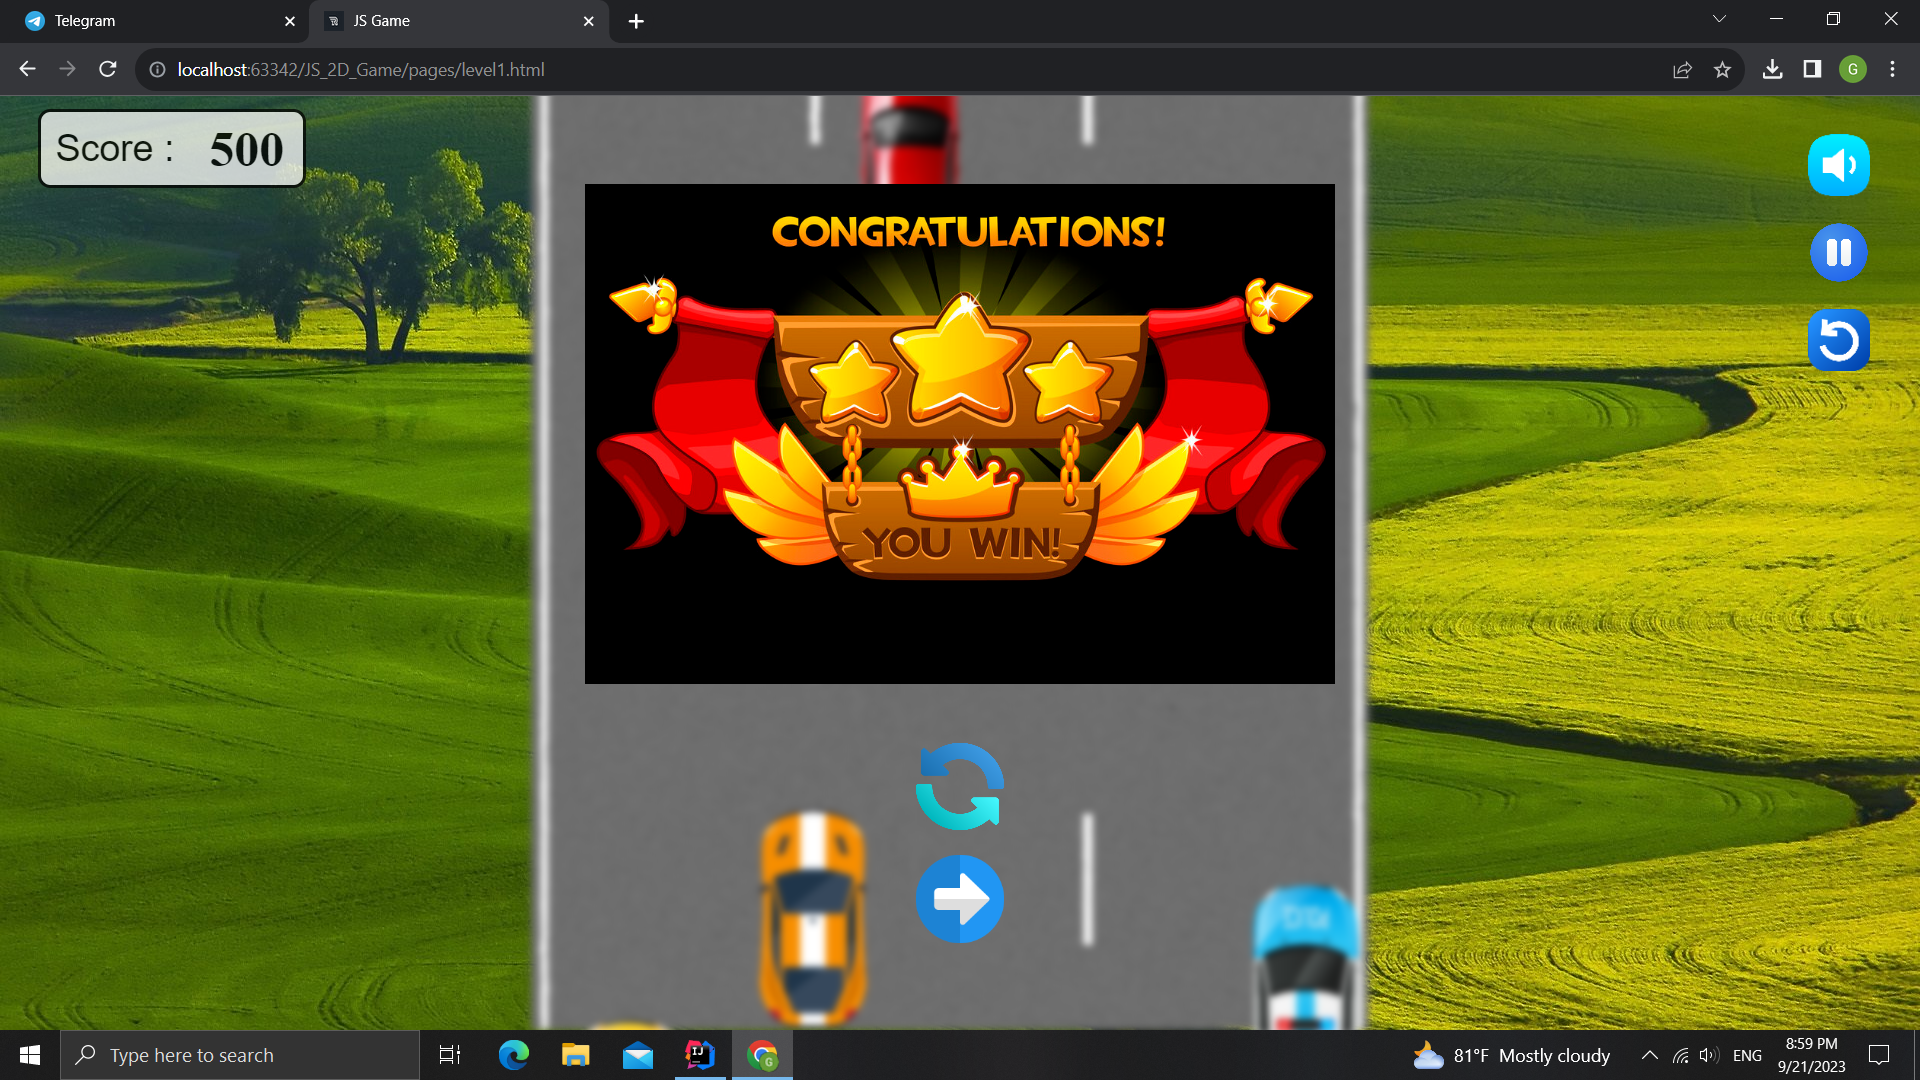 Telegram
JS Game
localhost:63342/JS_2D_Game/pages/level1.html
G
Score : 500
CONGRATULATIONS!
YOU WIN!
Type here to search
IJ
G
81°F Mostly cloudy
ENG
8:59 PM
9/21/2023